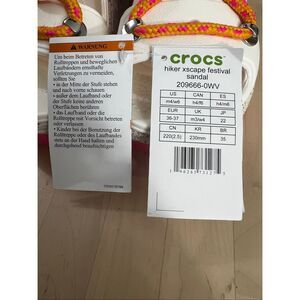 WARNUNG
Um beim Betreten von
Rolltreppen und beweglichen
Laufbändern ernsthafte
Verletzungen zu vermeiden,
sollten Sie
• in der Mitte der Stufe stehen
und nach vorne schauen
• außer dem Laufband oder
der Stufe keine anderen
Oberflächen berühren
• das Laufband oder die
Rolltreppe mit Vorsicht betreten
oder verlassen
• Kinder bei der Benutzung der
Rolltreppe oder des Laufbandes
stets an der Hand halten und
durchgehend beobachten
crocs
hiker xscape festival
sandal
209666-0WV
US
CAN
ES
m4/w6
h4/f6
h4/m6
EUR
UK
JP
36-37
m3/w4
22
CN
KR
BR
220(2.5)
230mm
35